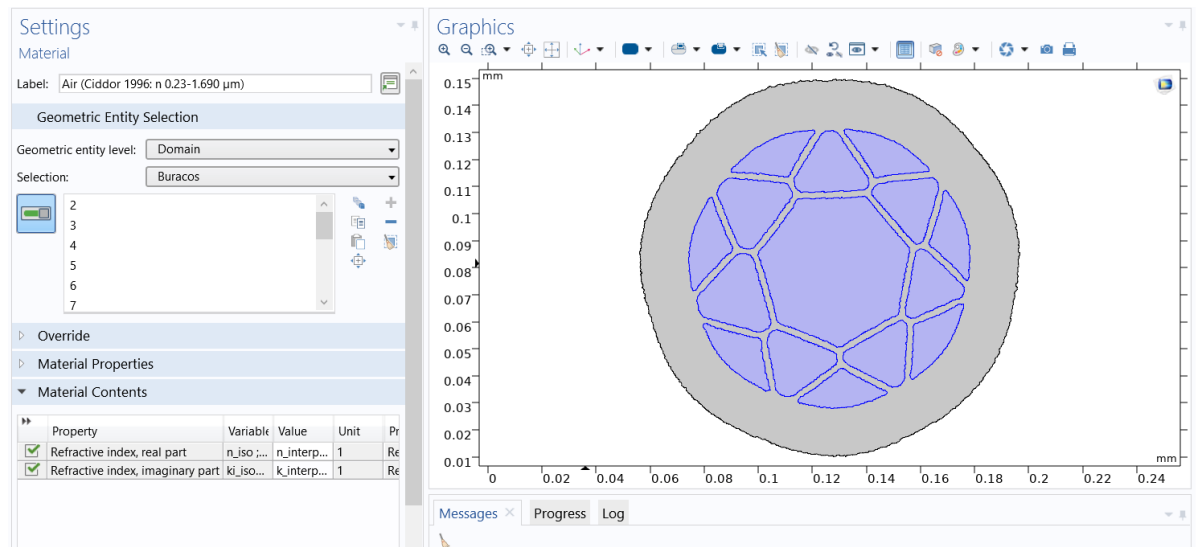 Settings
Material
Label: Air (Ciddor 1996: n 0.23-1.690 µm)
Geometric Entity Selection
Geometric entity level: Domain
Selection: Buracos
2
3
4
5
6
7
Override
Material Properties
Material Contents
Property Variable Value Unit Pr
Refractive index, real part n_iso ;... n_interp... 1 Re
Refractive index, imaginary part ki_iso... k_interp... 1 Re
Graphics
mm
0.15
0.14
0.13
0.12
0.11
0.1
0.09
0.08
0.07
0.06
0.05
0.04
0.03
0.02
0.01
mm
0 0.02 0.04 0.06 0.08 0.1 0.12 0.14 0.16 0.18 0.2 0.22 0.24
Messages Progress Log